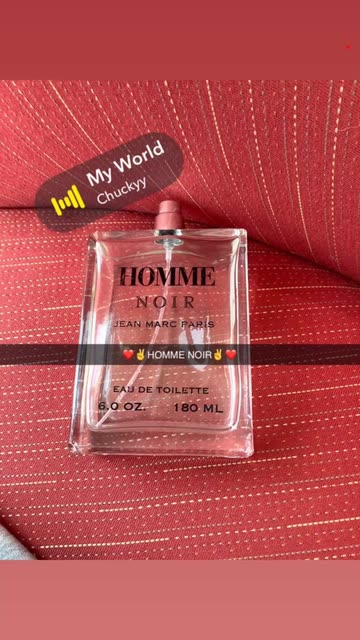 My World
Chuckyy
HOMME
NOIR
JEAN MARC PARIS
❤️✌️HOMME NOIR✌️❤️
EAU DE TOILETTE
6.0 OZ. 180 ML